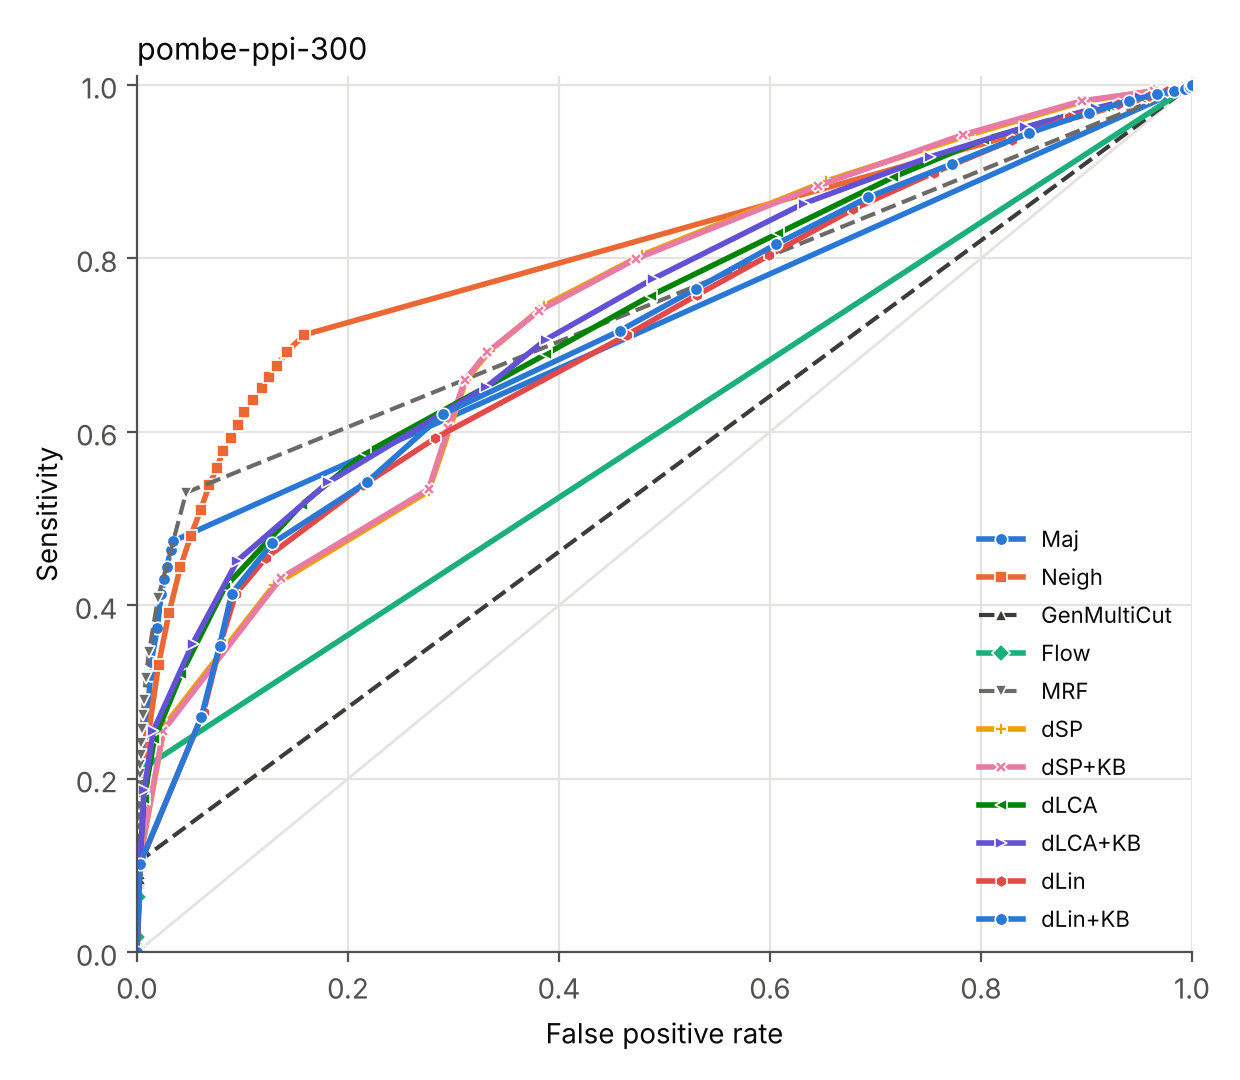 pombe-ppi-300
1.0
0.8
0.6
0.4
0.2
0.0
Sensitivity
0.0
0.2
0.4
0.6
0.8
1.0
False positive rate
Maj
Neigh
GenMultiCut
Flow
MRF
dSP
dSP+KB
dLCA
dLCA+KB
dLin
dLin+KB